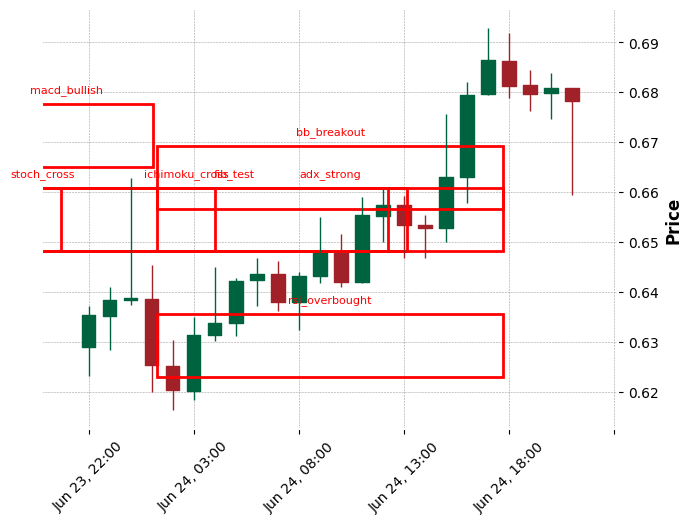 0.69
macd_bullish
0.68
bb_breakout
0.67
stoch_cross
ichimoku_cross
adx_strong
0.66
Price
0.65
0.64
rsi_overbought
0.63
0.62
Jun 23, 22:00
Jun 24, 03:00
Jun 24, 08:00
Jun 24, 13:00
Jun 24, 18:00